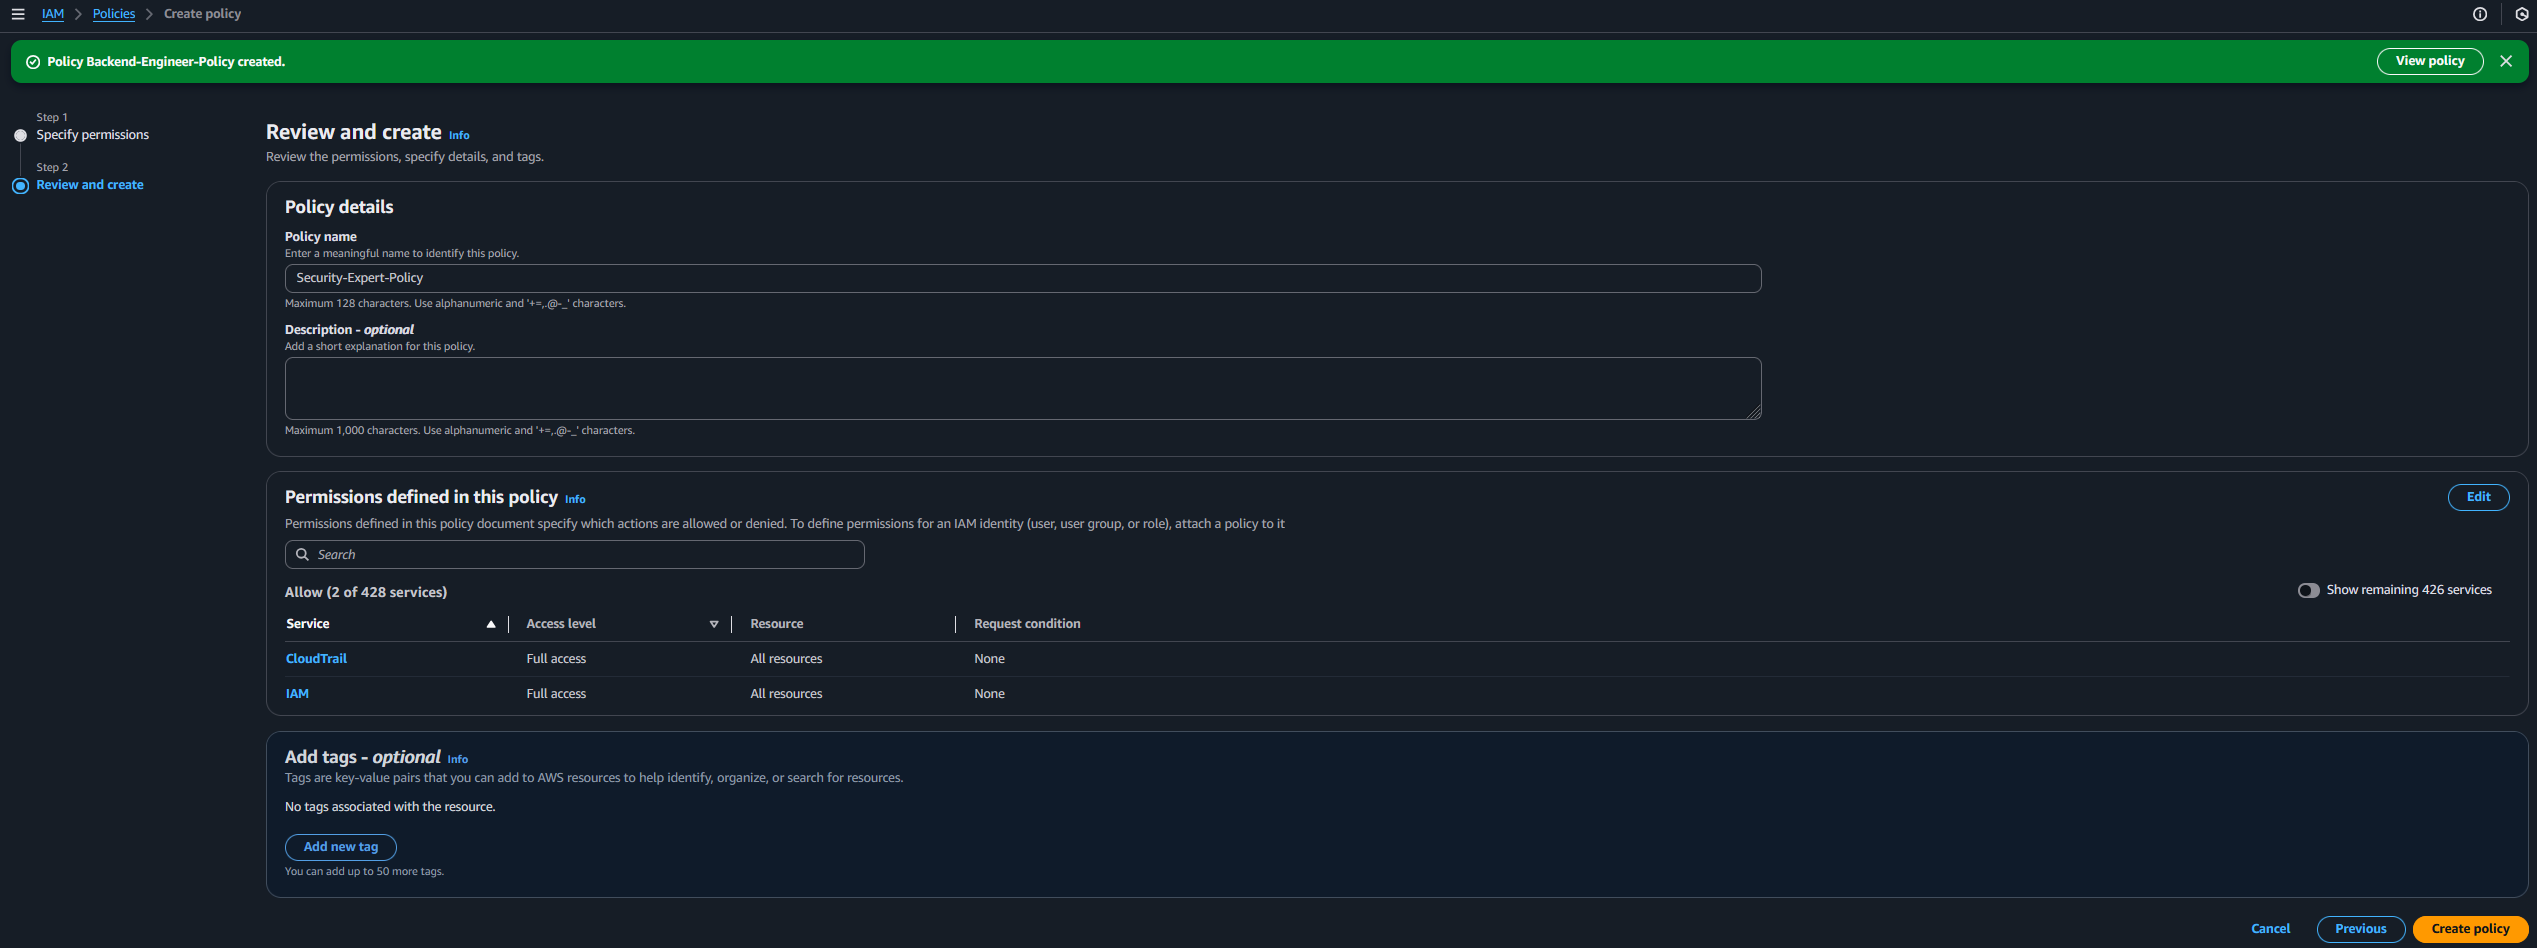 IAM > Policies > Create policy
Policy Backend-Engineer-Policy created.
View policy
Step 1
Specify permissions
Step 2
Review and create
Review and create Info
Review the permissions, specify details, and tags.
Policy details
Policy name
Enter a meaningful name to identify this policy.
Security-Expert-Policy
Maximum 128 characters. Use alphanumeric and '+=,.@-_' characters.
Description - optional
Add a short explanation for this policy.
Maximum 1,000 characters. Use alphanumeric and '+=,.@-_' characters.
Permissions defined in this policy Info
Edit
Permissions defined in this policy document specify which actions are allowed or denied. To define permissions for an IAM identity (user, user group, or role), attach a policy to it
Search
Allow (2 of 428 services)
Show remaining 426 services
Service Access level Resource Request condition
CloudTrail Full access All resources None
IAM Full access All resources None
Add tags - optional Info
Tags are key-value pairs that you can add to AWS resources to help identify, organize, or search for resources.
No tags associated with the resource.
Add new tag
You can add up to 50 more tags.
Cancel Previous Create policy